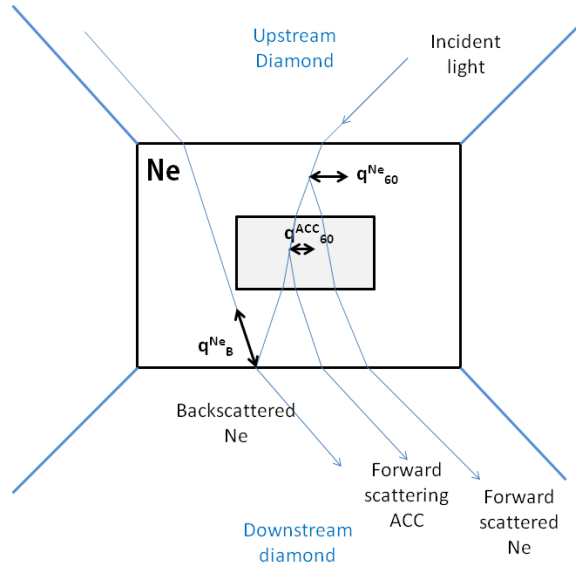 Upstream
Diamond
Incident
light
Ne
q^Ne_60
q^ACC_60
q^Ne_B
Backscattered
Ne
Forward
scattering
ACC
Forward
scattered
Ne
Downstream
diamond